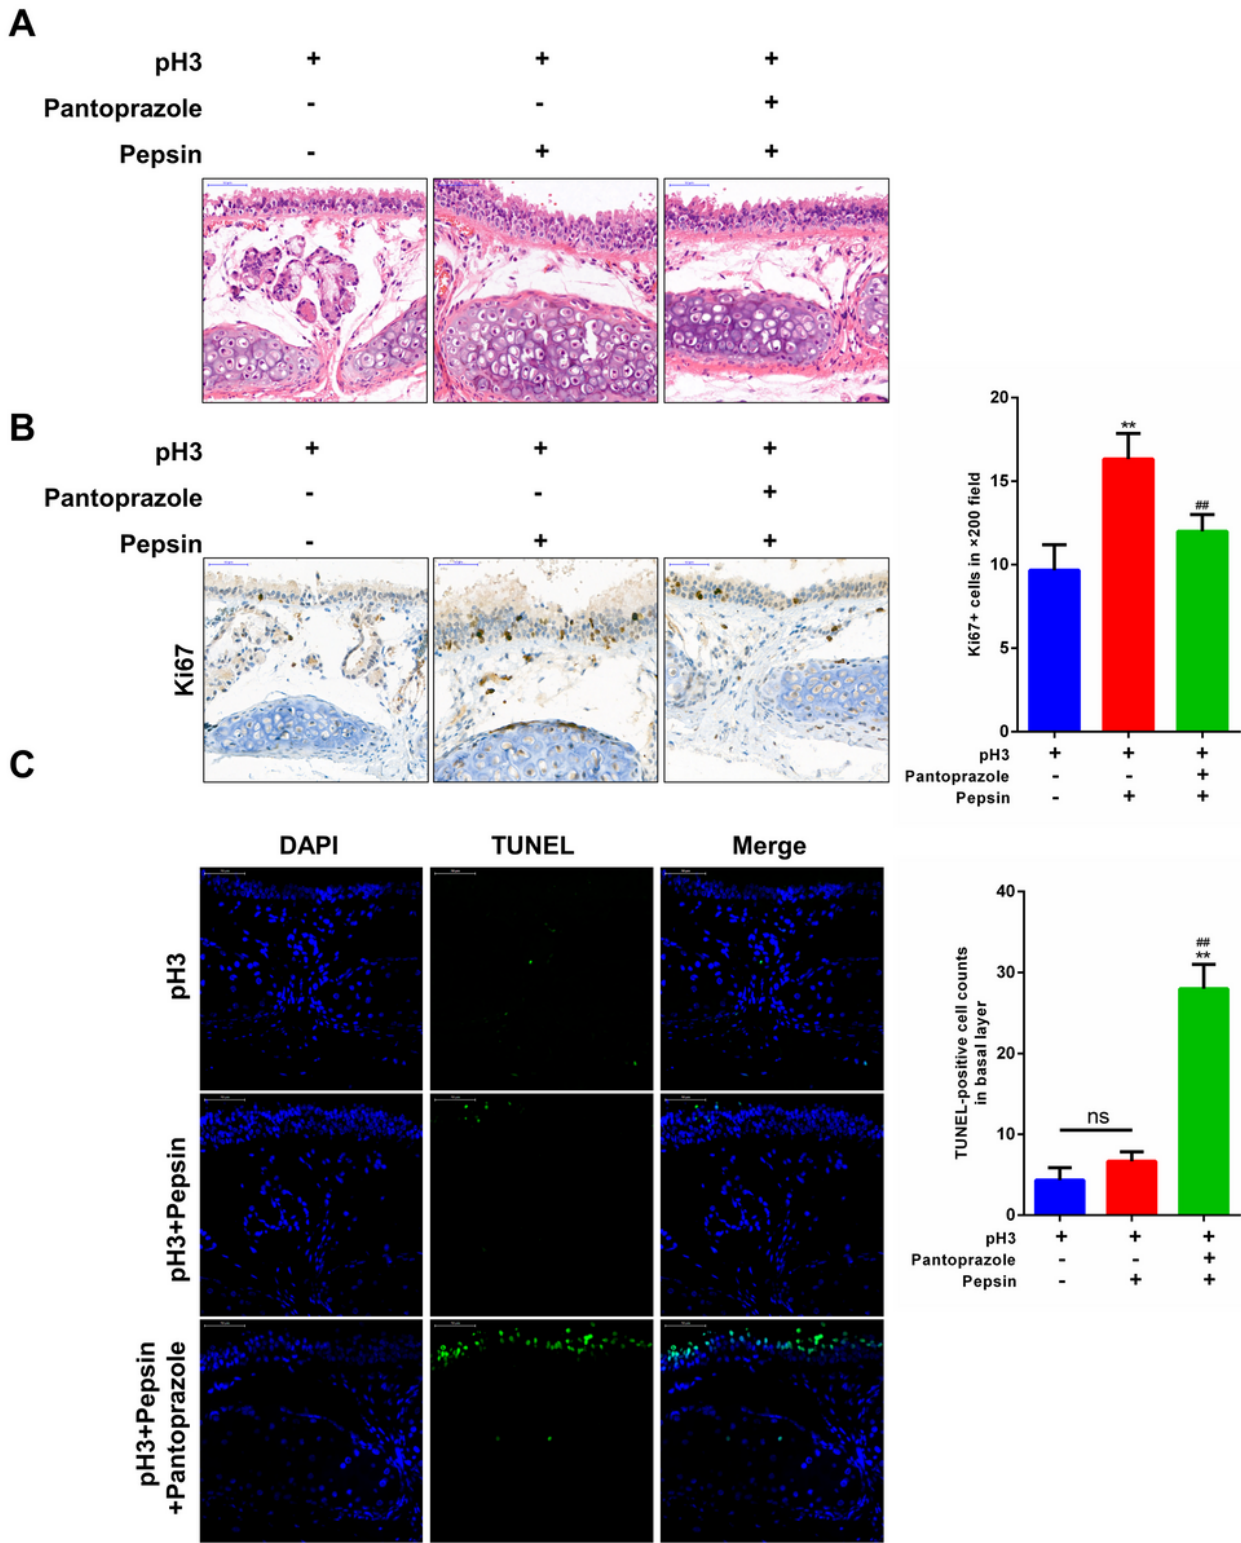 A
pH3 + + +
Pantoprazole - - +
Pepsin - + +
B
pH3 + + +
Pantoprazole - - +
Pepsin - + +
Ki67
Ki67+ cells in ×200 field
20
15
10
5
0
**
##
pH3 + + +
Pantoprazole - - +
Pepsin - + +
C
DAPI TUNEL Merge
pH3
pH3+Pepsin
pH3+Pepsin
+Pantoprazole
TUNEL-positive cell counts
in basal layer
40
30
20
10
0
ns
##
**
pH3 + + +
Pantoprazole - - +
Pepsin - + +